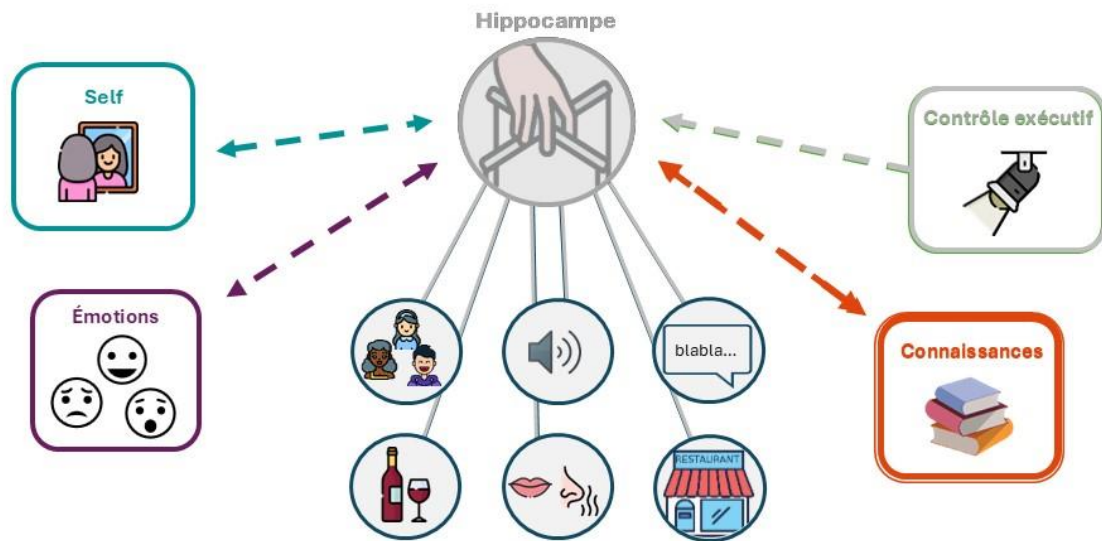 Hippocampe
Self
Contrôle exécutif
Émotions
blabla...
Connaissances
RESTAURANT